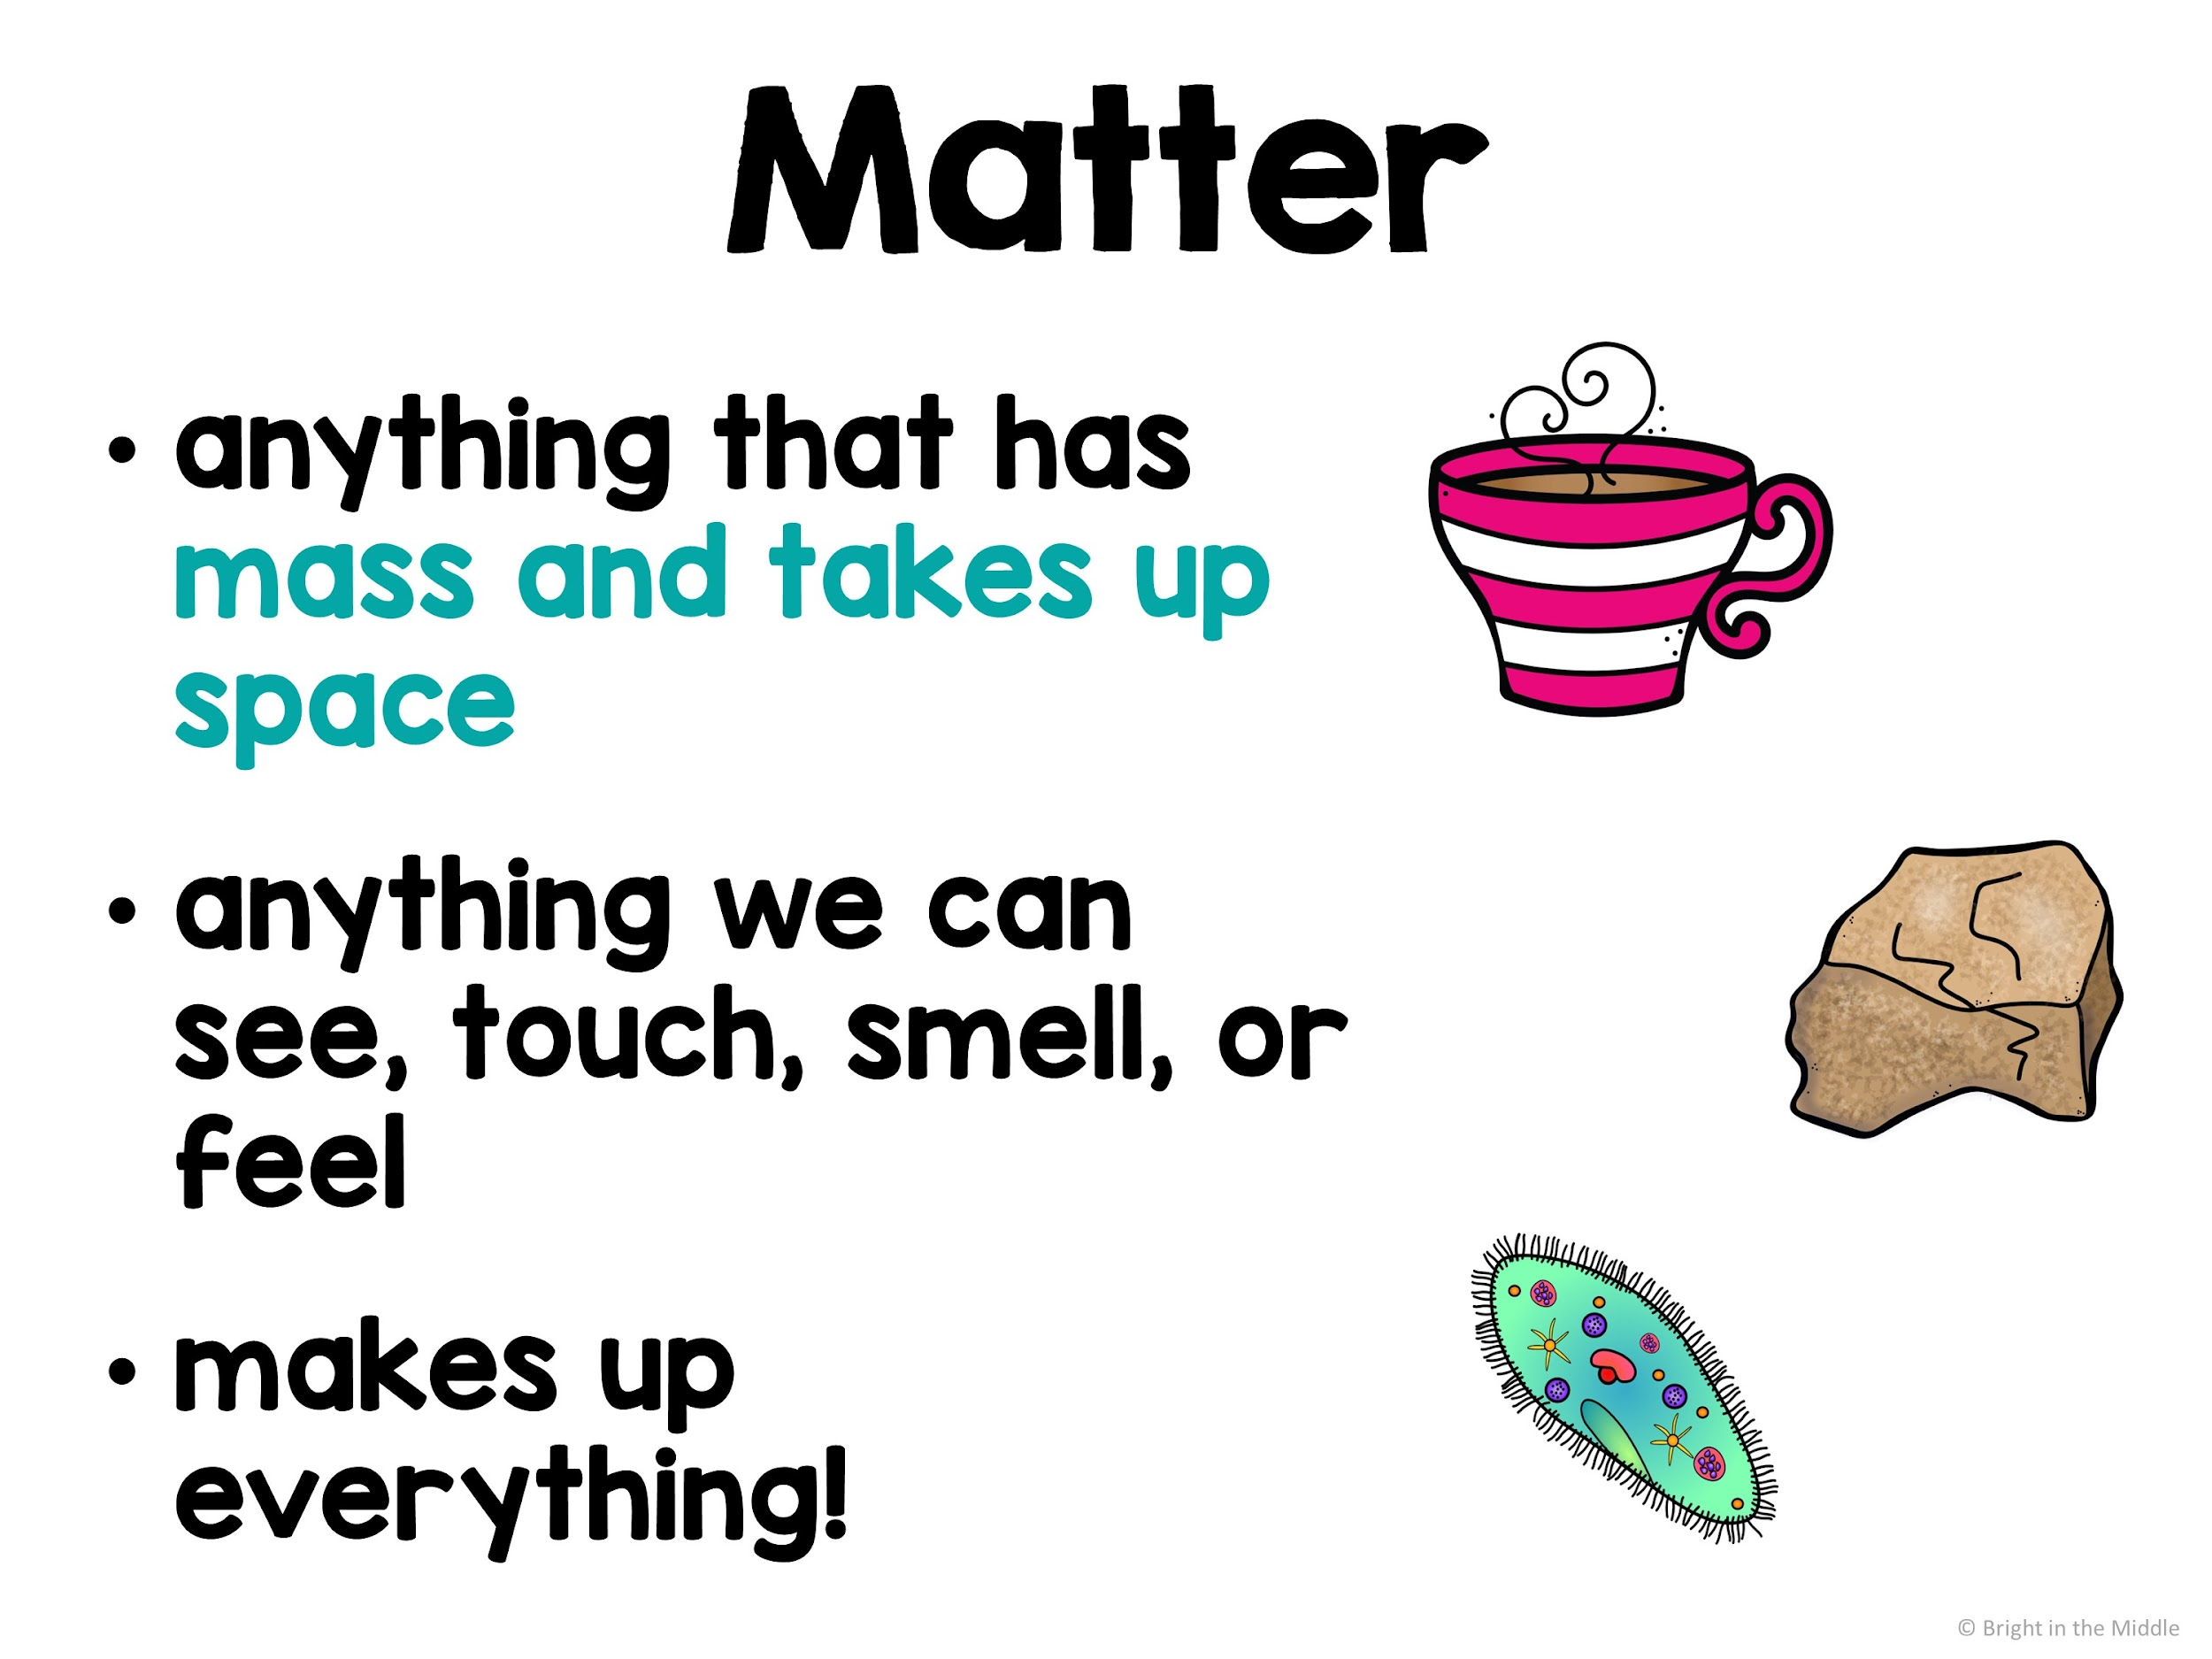 Matter
• anything that has
mass and takes up
space
• anything we can
see, touch, smell, or
feel
• makes up
everything!
© Bright in the Middle